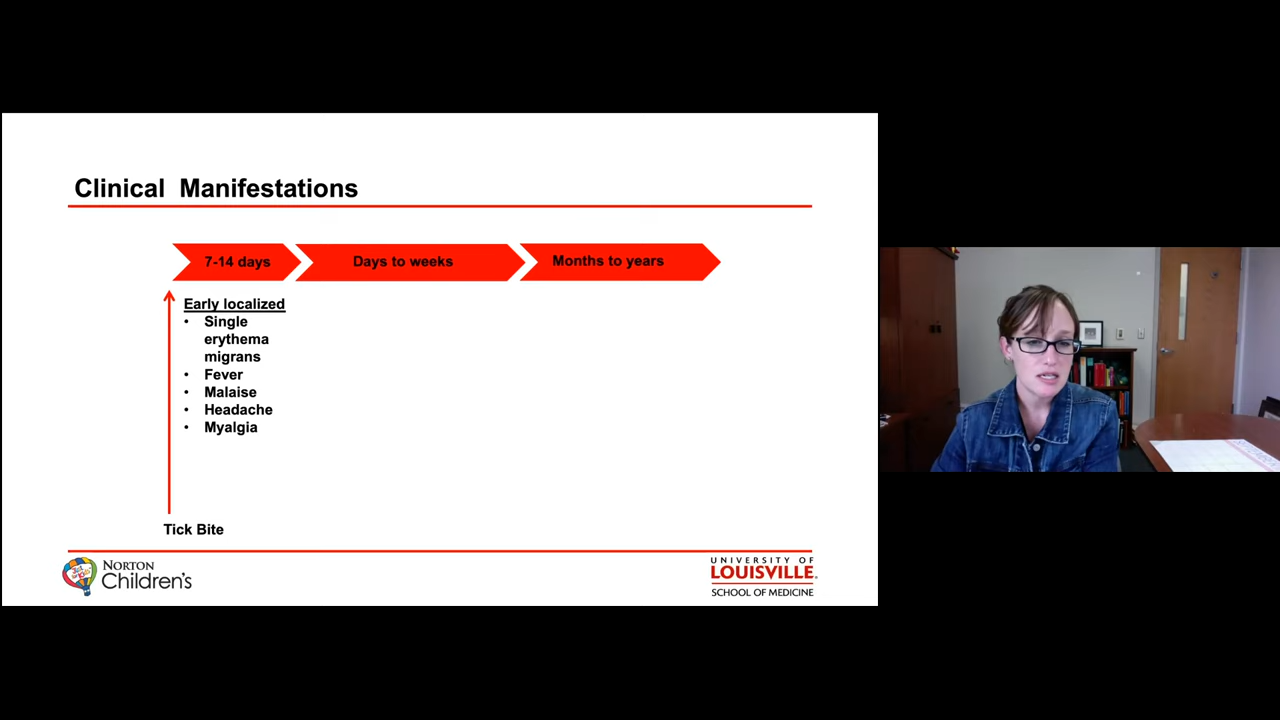 Clinical Manifestations
7-14 days
Days to weeks
Months to years
Early localized
• Single
erythema
migrans
• Fever
• Malaise
• Headache
• Myalgia
Tick Bite
NORTON
Children's
UNIVERSITY OF
LOUISVILLE.
SCHOOL OF MEDICINE